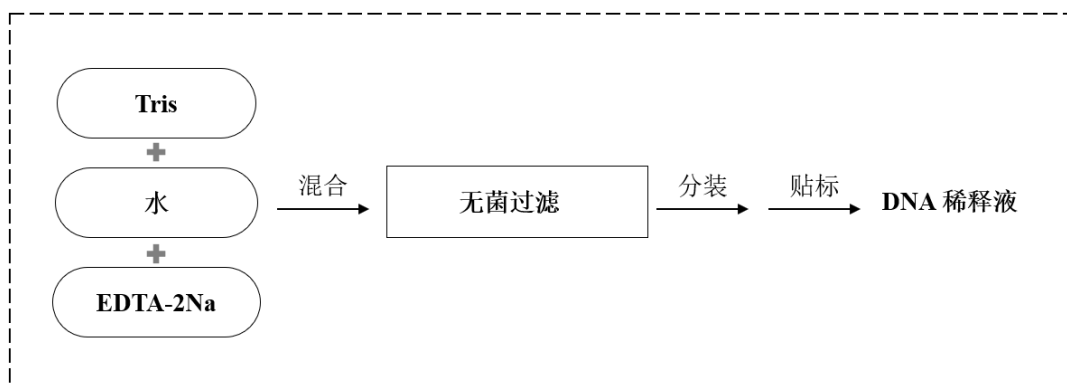 Tris
水
EDTA-2Na
混合
无菌过滤
分装
贴标
DNA 稀释液